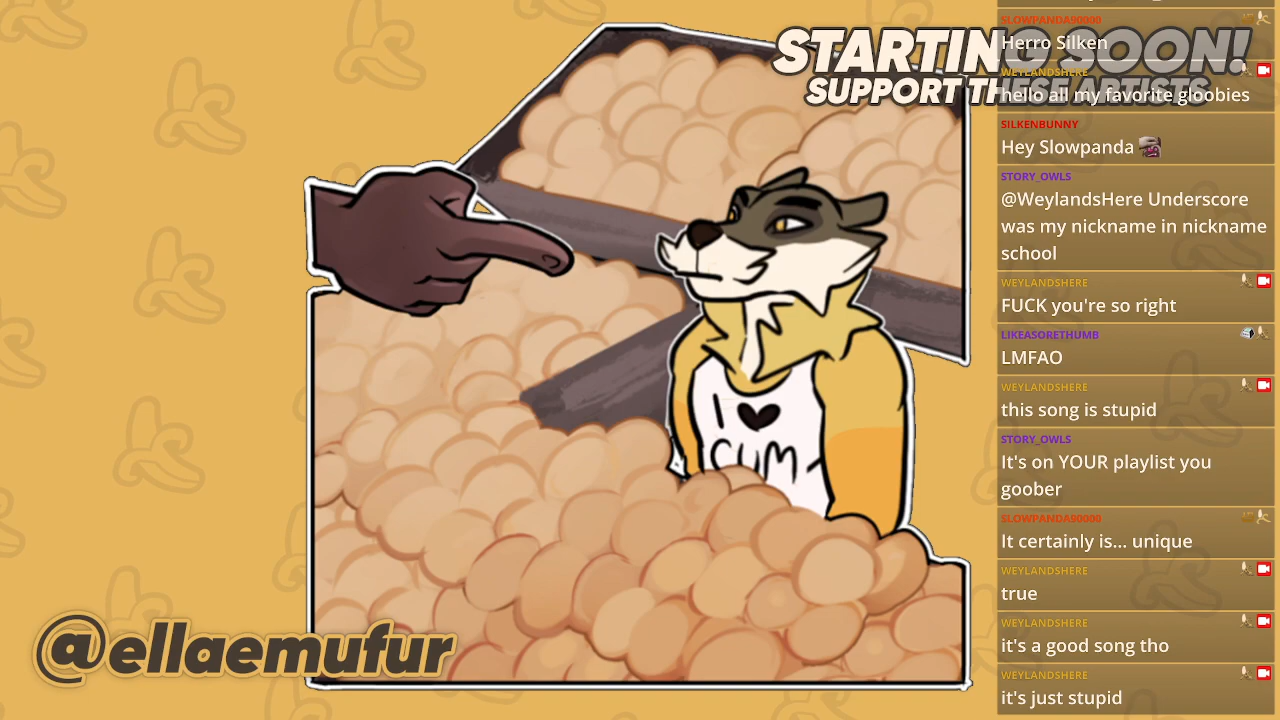 STARTING SOON!
SUPPORT THESE ARTISTS
I ♥
CUM
@ellaemufur
SLOWPANDA90000
Herro Silken
WEYLANDSHERE
hello all my favorite gloobies
SILKENBUNNY
Hey Slowpanda
STORY_OWLS
@WeylandsHere Underscore
was my nickname in nickname
school
WEYLANDSHERE
FUCK you're so right
LIKEASORETHUMB
LMFAO
WEYLANDSHERE
this song is stupid
STORY_OWLS
It's on YOUR playlist you
goober
SLOWPANDA90000
It certainly is... unique
WEYLANDSHERE
true
WEYLANDSHERE
it's a good song tho
WEYLANDSHERE
it's just stupid